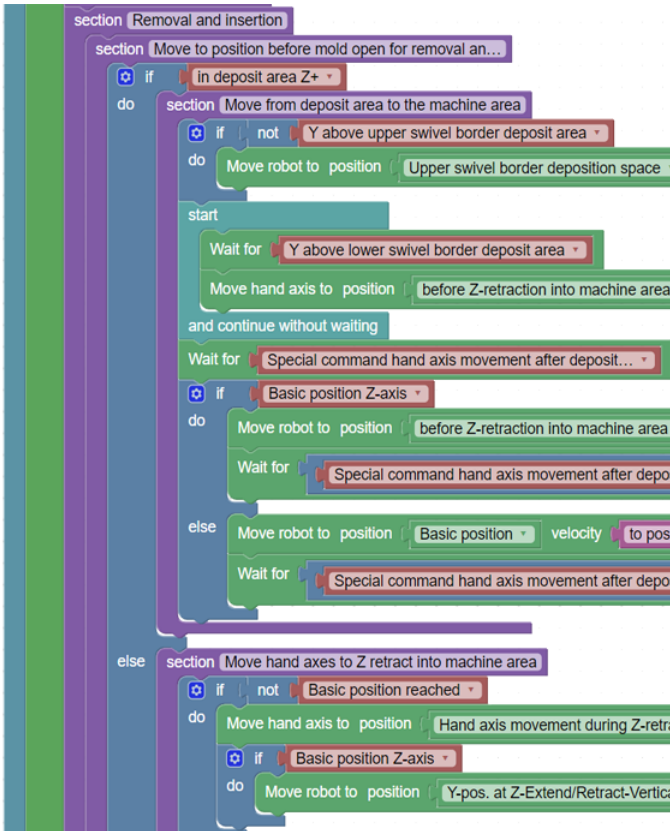 section Removal and insertion
section Move to position before mold open for removal an...
if in deposit area Z+
do section Move from deposit area to the machine area
if not Y above upper swivel border deposit area
do Move robot to position Upper swivel border deposition space
start
Wait for Y above lower swivel border deposit area
Move hand axis to position before Z-retraction into machine area
and continue without waiting
Wait for Special command hand axis movement after deposit...
if Basic position Z-axis
do Move robot to position before Z-retraction into machine area
Wait for Special command hand axis movement after depo
else Move robot to position Basic position velocity to pos
Wait for Special command hand axis movement after depo
else section Move hand axes to Z retract into machine area
if not Basic position reached
do Move hand axis to position Hand axis movement during Z-retra
if Basic position Z-axis
do Move robot to position Y-pos. at Z-Extend/Retract-Vertica